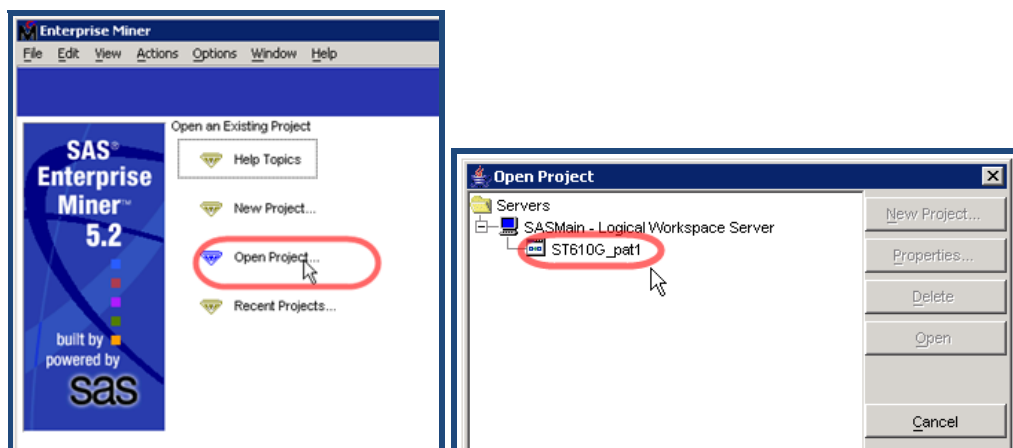 Enterprise Miner
File Edit View Actions Options Window Help
Open an Existing Project
SAS®
Enterprise
Miner™
5.2
built by
powered by
sas
Help Topics
New Project...
Open Project...
Recent Projects...
Open Project
Servers
SASMain - Logical Workspace Server
ST610G_pat1
New Project...
Properties...
Delete
Open
Cancel